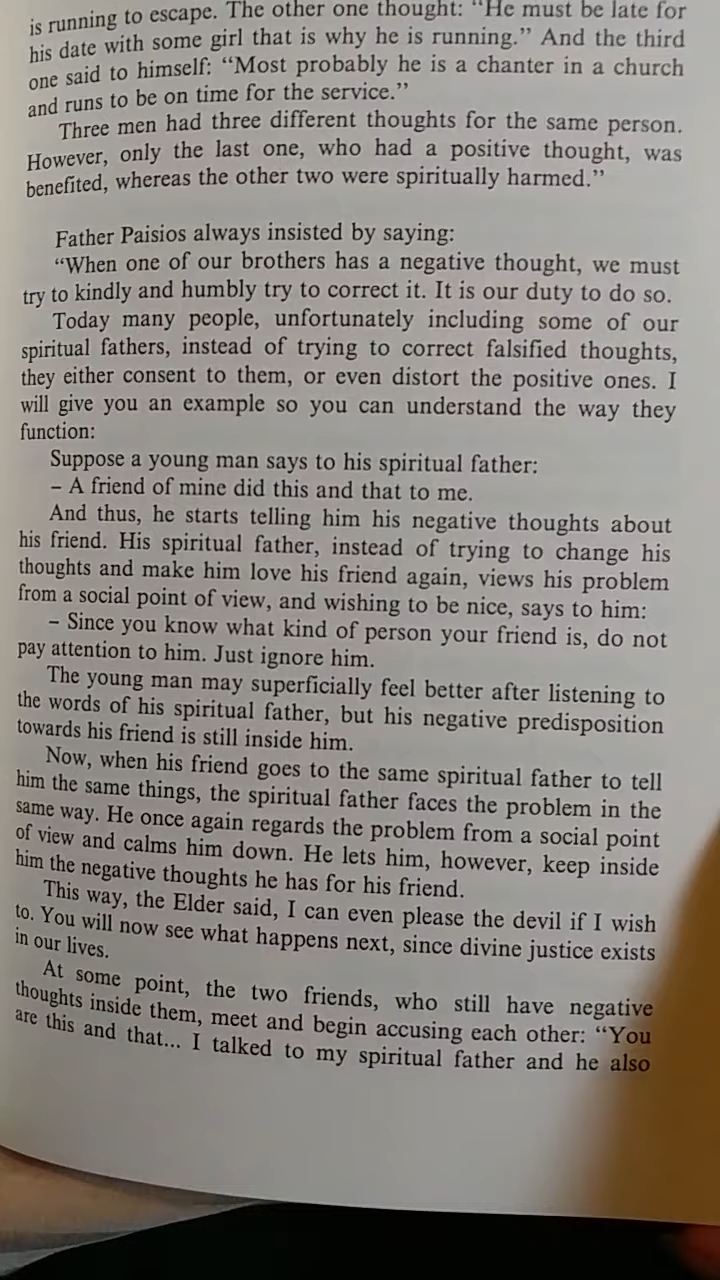 is running to escape. The other one thought: “He must be late for
his date with some girl that is why he is running.” And the third
one said to himself: “Most probably he is a chanter in a church
and runs to be on time for the service.”
Three men had three different thoughts for the same person.
However, only the last one, who had a positive thought, was
benefited, whereas the other two were spiritually harmed.”
Father Paisios always insisted by saying:
“When one of our brothers has a negative thought, we must
try to kindly and humbly try to correct it. It is our duty to do so.
Today many people, unfortunately including some of our
spiritual fathers, instead of trying to correct falsified thoughts,
they either consent to them, or even distort the positive ones. I
will give you an example so you can understand the way they
function:
Suppose a young man says to his spiritual father:
– A friend of mine did this and that to me.
And thus, he starts telling him his negative thoughts about
his friend. His spiritual father, instead of trying to change his
thoughts and make him love his friend again, views his problem
from a social point of view, and wishing to be nice, says to him:
– Since you know what kind of person your friend is, do not
pay attention to him. Just ignore him.
The young man may superficially feel better after listening to
the words of his spiritual father, but his negative predisposition
towards his friend is still inside him.
Now, when his friend goes to the same spiritual father to tell
him the same things, the spiritual father faces the problem in the
same way. He once again regards the problem from a social point
of view and calms him down. He lets him, however, keep inside
him the negative thoughts he has for his friend.
This way, the Elder said, I can even please the devil if I wish
to. You will now see what happens next, since divine justice exists
in our lives.
At some point, the two friends, who still have negative
thoughts inside them, meet and begin accusing each other: “You
are this and that... I talked to my spiritual father and he also